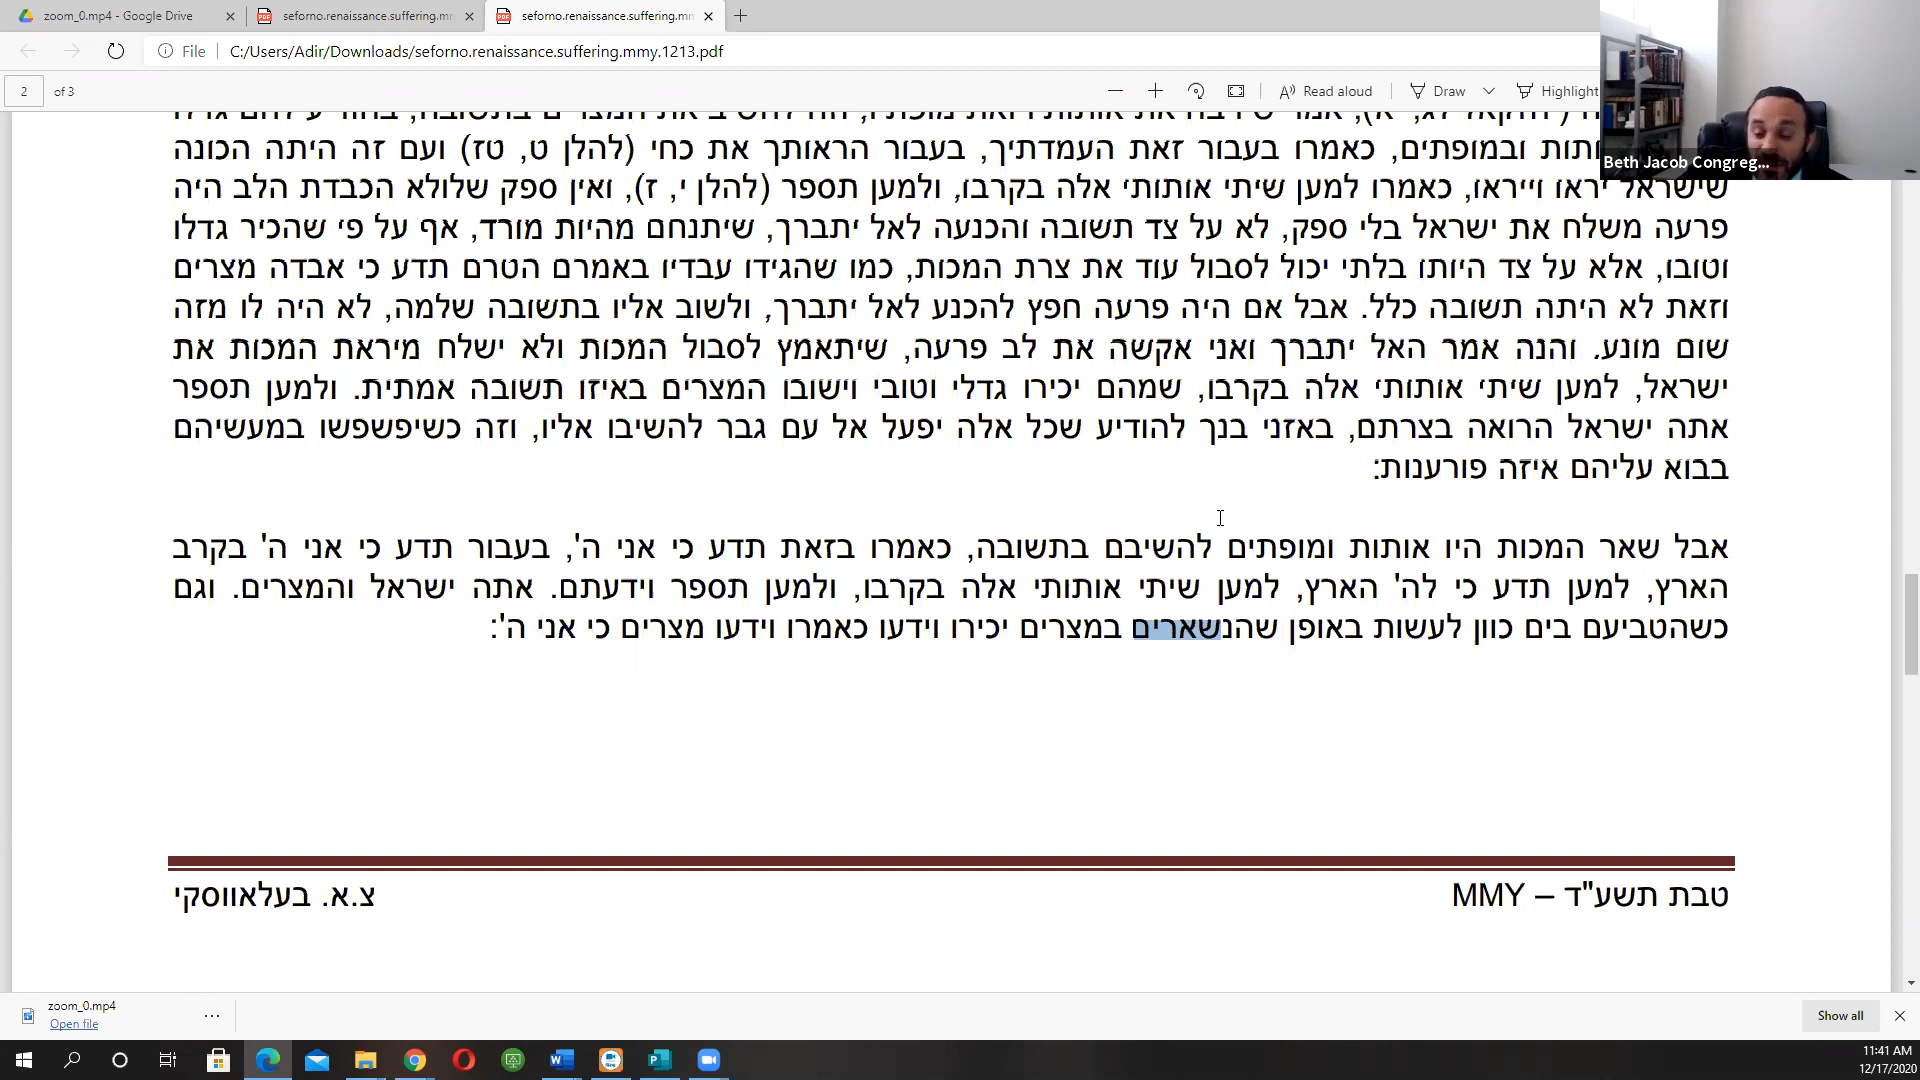 zoom_0.mp4 - Google Drive
seforno.renaissance.suffering.mm
seforno.renaissance.suffering.mm
File
C:/Users/Adir/Downloads/seforno.renaissance.suffering.mmy.1213.pdf
2 of 3
Read aloud
Draw
Highlight
Beth Jacob Congreg...
ובמופתים, כאמרו בעבור זאת העמדתיך, בעבור הראותך את כחי (להלן ט, טז) ועם זה היתה הכונה
שישראל יראו וייראו, כאמרו למען שיתי אותותי אלה בקרבו, ולמען תספר (להלן י, ז), ואין ספק שלולא הכבדת הלב היה
פרעה משלח את ישראל בלי ספק, לא על צד תשובה והכנעה לאל יתברך, שיתנחם מהיות מורד, אף על פי שהכיר גדלו
וטובו, אלא על צד היותו בלתי יכול לסבול עוד את צרת המכות, כמו שהגידו עבדיו באמרם הטרם תדע כי אבדה מצרים
וזאת לא היתה תשובה כלל. אבל אם היה פרעה חפץ להכנע לאל יתברך, ולשוב אליו בתשובה שלמה, לא היה לו מזה
שום מונע. והנה אמר האל יתברך ואני אקשה את לב פרעה, שיתאמץ לסבול המכות ולא ישלח מיראת המכות את
ישראל, למען שיתי אותותי אלה בקרבו, שמהם יכירו גדלי וטובי וישובו המצרים באיזו תשובה אמתית. ולמען תספר
אתה ישראל הרואה בצרתם, באזני בנך להודיע שכל אלה יפעל אל עם גבר להשיבו אליו, וזה כשיפשפשו במעשיהם
בבוא עליהם איזה פורענות:
אבל שאר המכות היו אותות ומופתים להשיבם בתשובה, כאמרו בזאת תדע כי אני ה', בעבור תדע כי אני ה' בקרב
הארץ, למען תדע כי לה' הארץ, למען שיתי אותותי אלה בקרבו, ולמען תספר וידעתם. אתה ישראל והמצרים. וגם
כשהטביעם בים כוון לעשות באופן שהנשארים במצרים יכירו וידעו כאמרו וידעו מצרים כי אני ה':
טבת תשע"ד – MMY
צ.א. בעלאווסקי
zoom_0.mp4
Open file
Show all
11:41 AM
12/17/2020